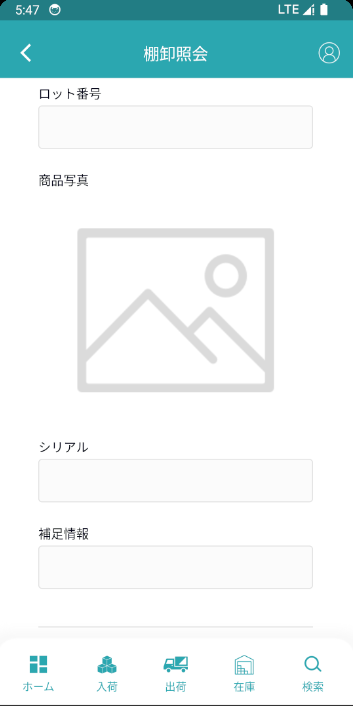 5:47 LTE
棚卸照会
ロット番号
商品写真
シリアル
補足情報
ホーム 入荷 出荷 在庫 検索